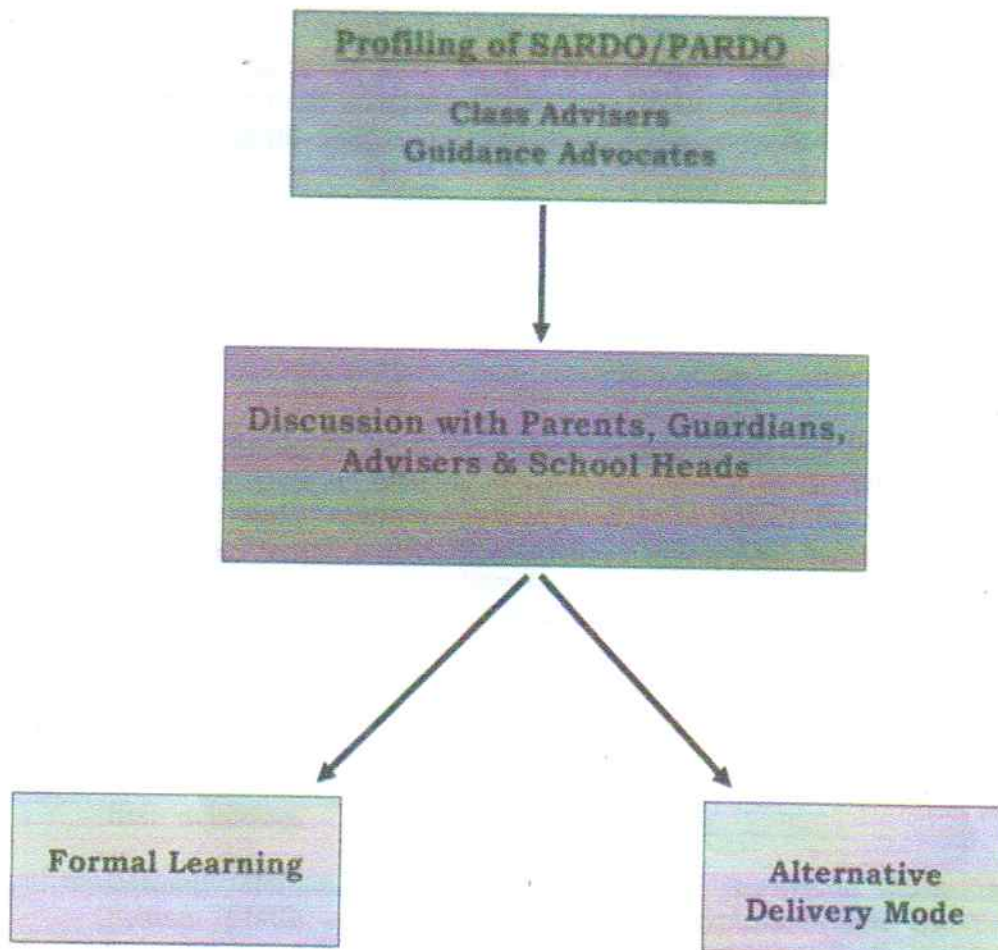 Profiling of SARDO/PARDO
Class Advisers
Guidance Advocates
Discussion with Parents, Guardians,
Advisers & School Heads
Formal Learning
Alternative
Delivery Mode